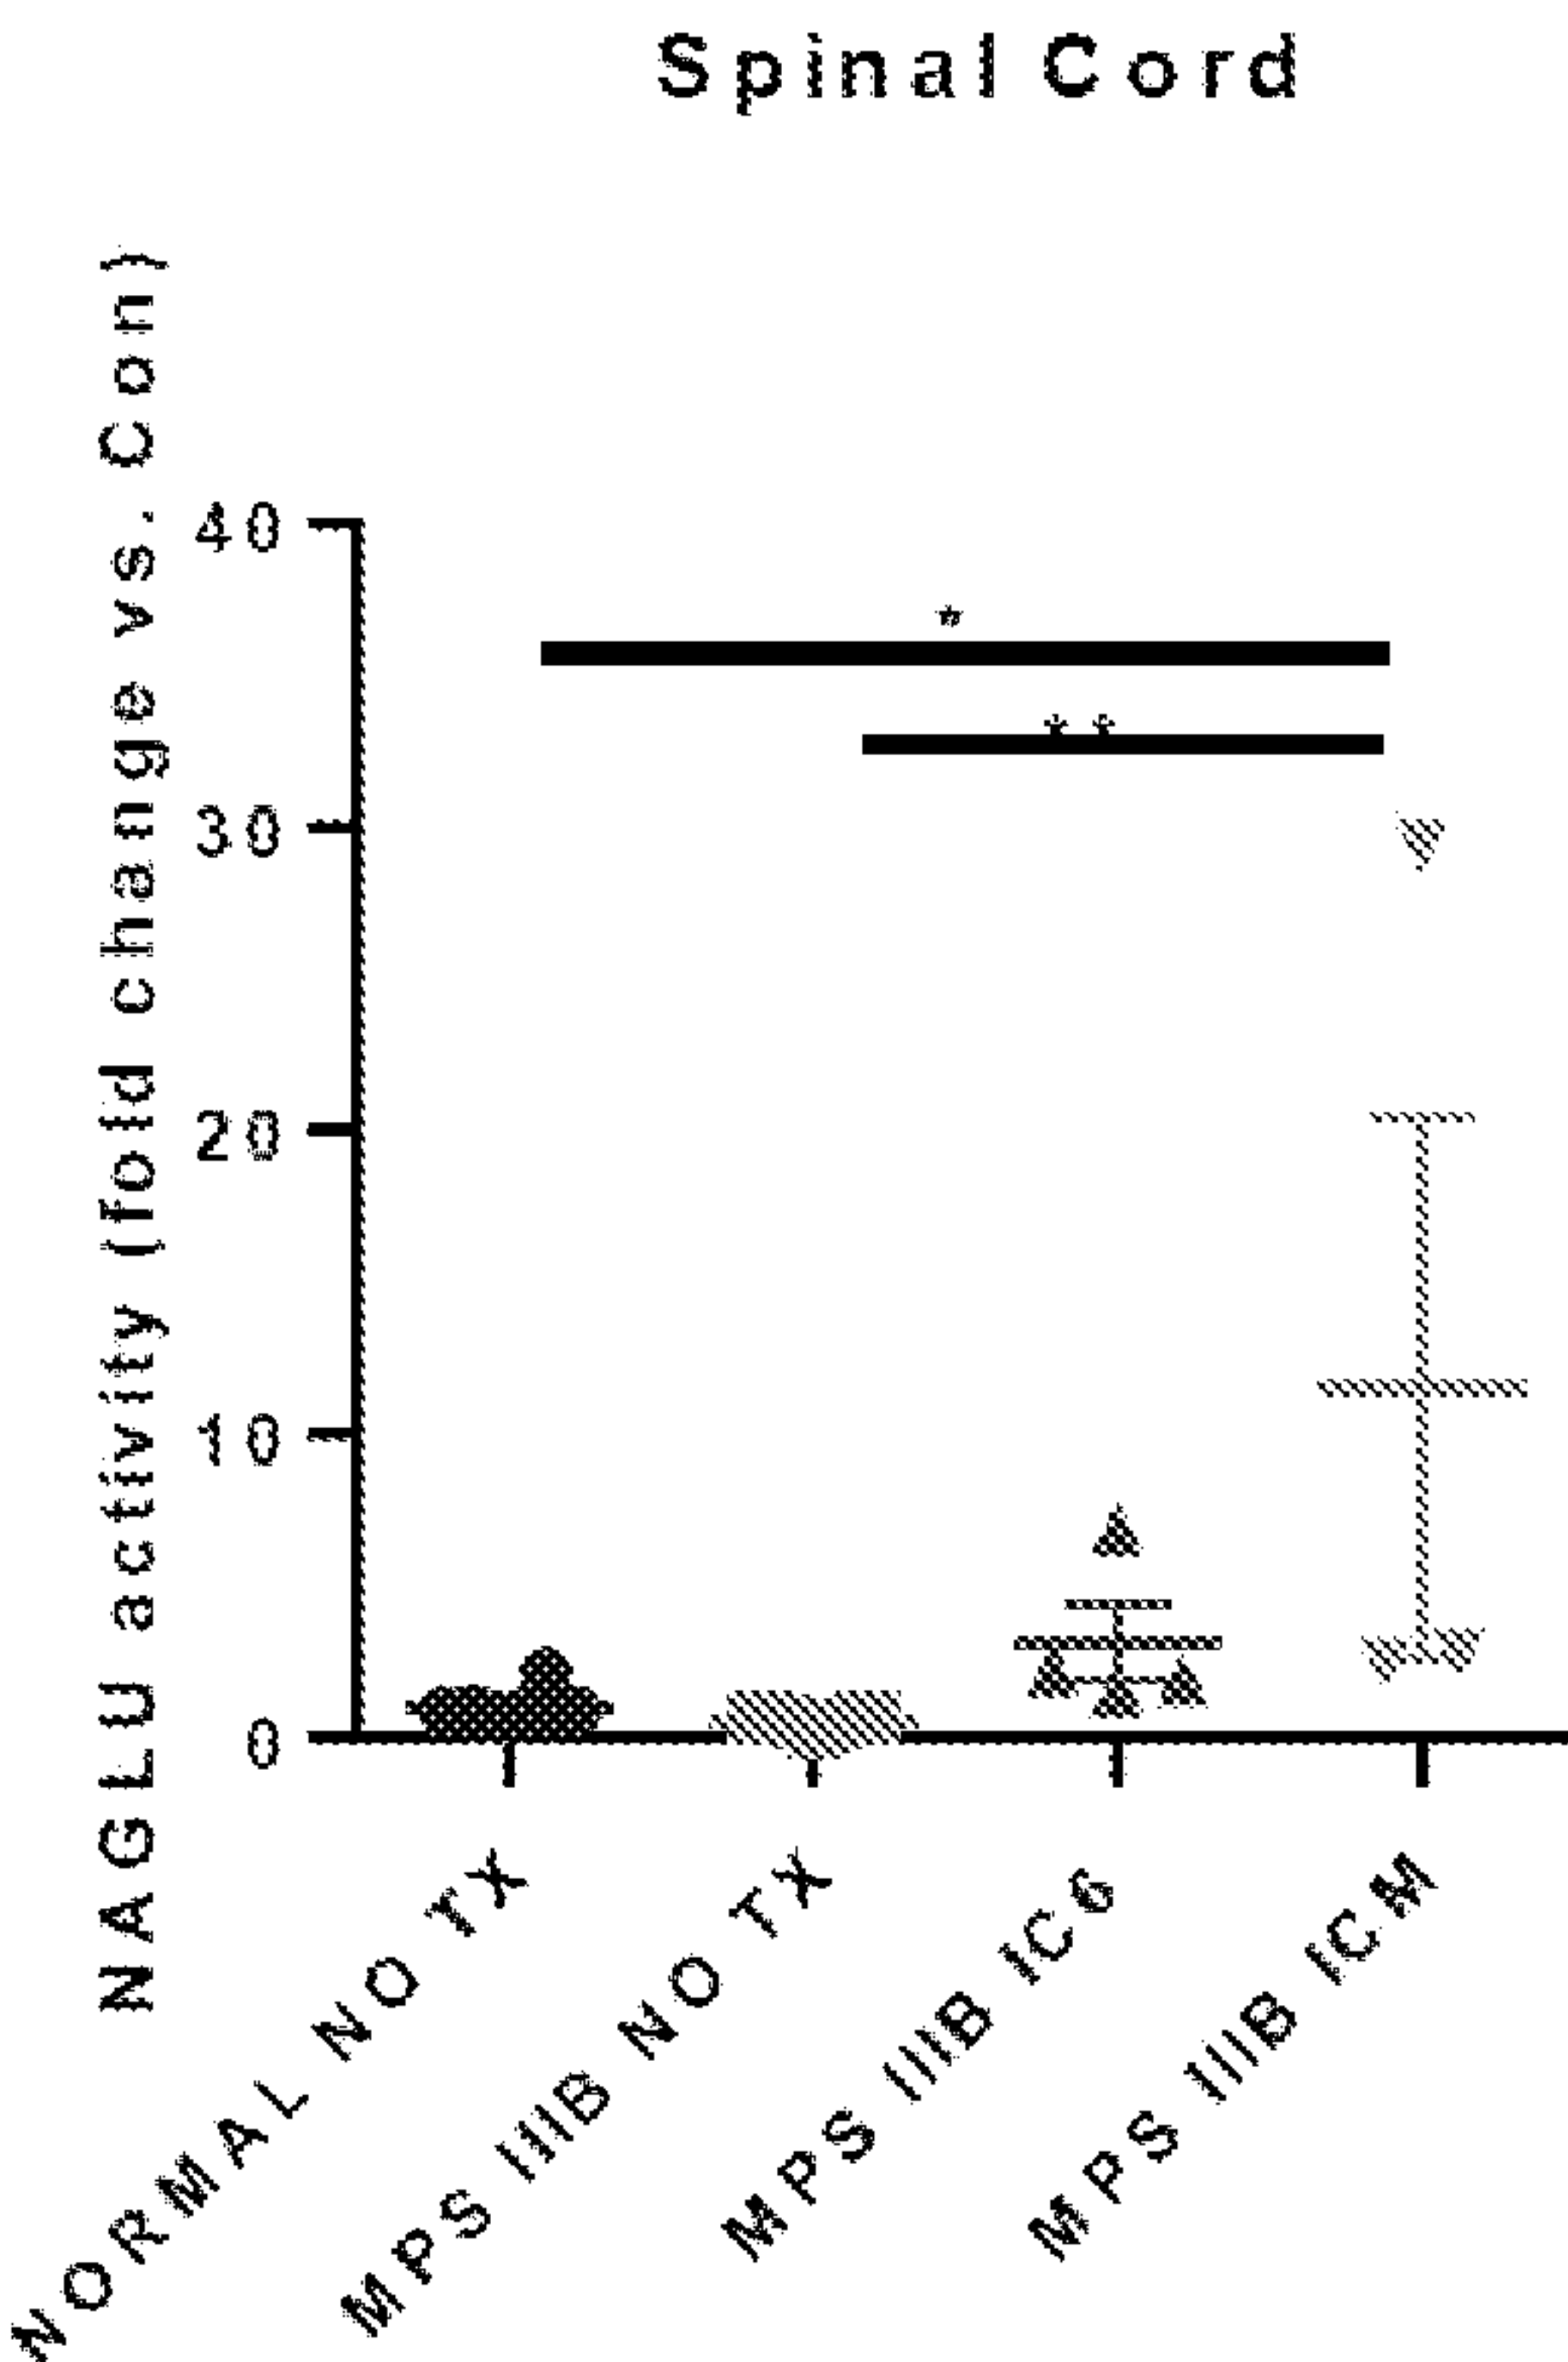 Spinal Cord
NAGLU activity (fold change vs. Con)
40
30
20
10
0
*
**
NORMAL NO TX
MPS IIIB NO TX
MPS IIIB ICG
MPS IIIB ICM